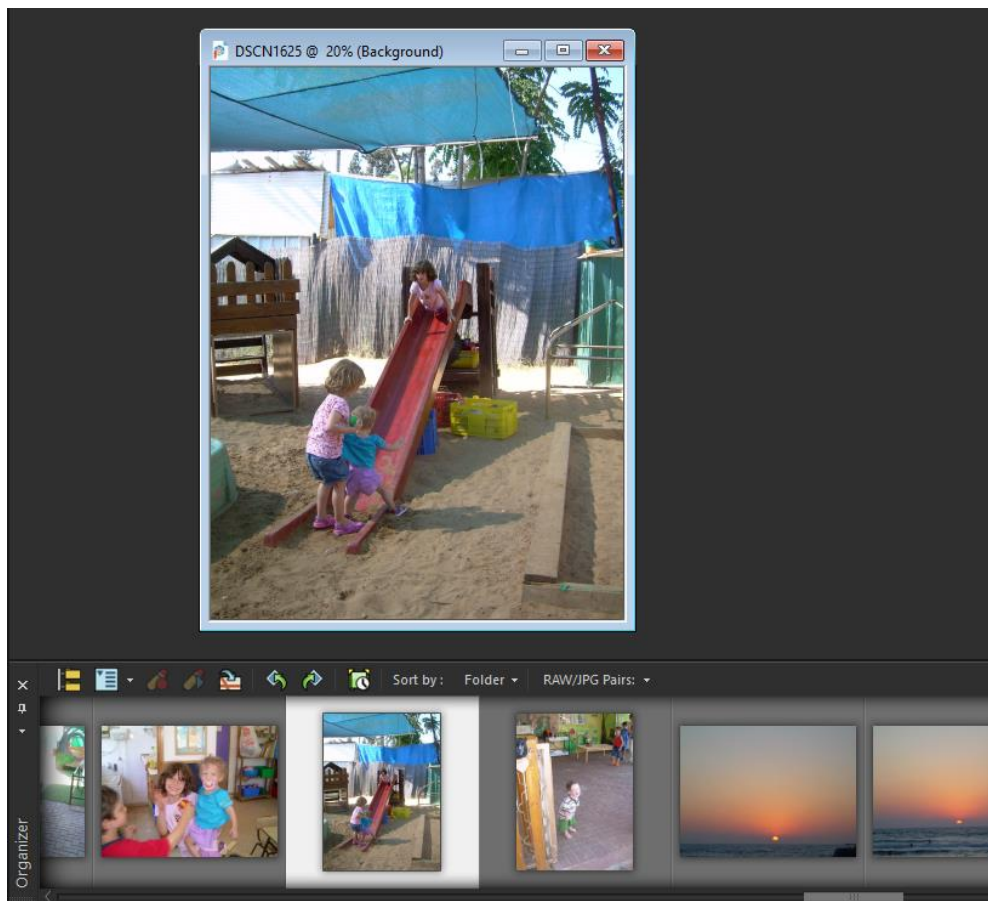 DSCN1625 @ 20% (Background)
Sort by : Folder RAW/JPG Pairs:
Organizer